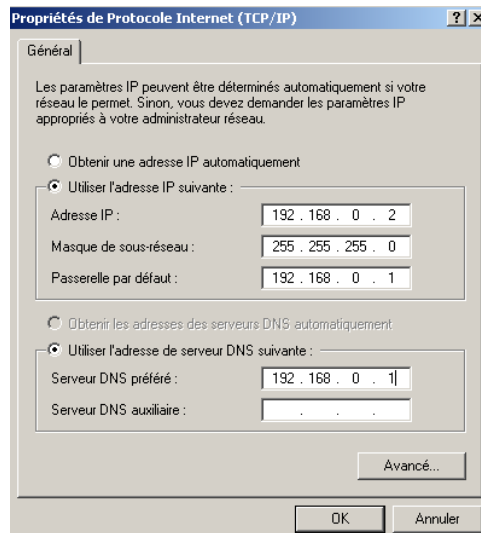 Propriétés de Protocole Internet (TCP/IP)
Général
Les paramètres IP peuvent être déterminés automatiquement si votre
réseau le permet. Sinon, vous devez demander les paramètres IP
appropriés à votre administrateur réseau.
Obtenir une adresse IP automatiquement
Utiliser l'adresse IP suivante :
Adresse IP : 192 . 168 . 0 . 2
Masque de sous-réseau : 255 . 255 . 255 . 0
Passerelle par défaut : 192 . 168 . 0 . 1
Obtenir les adresses des serveurs DNS automatiquement
Utiliser l'adresse de serveur DNS suivante :
Serveur DNS préféré : 192 . 168 . 0 . 1
Serveur DNS auxiliaire : . . .
Avancé...
OK Annuler